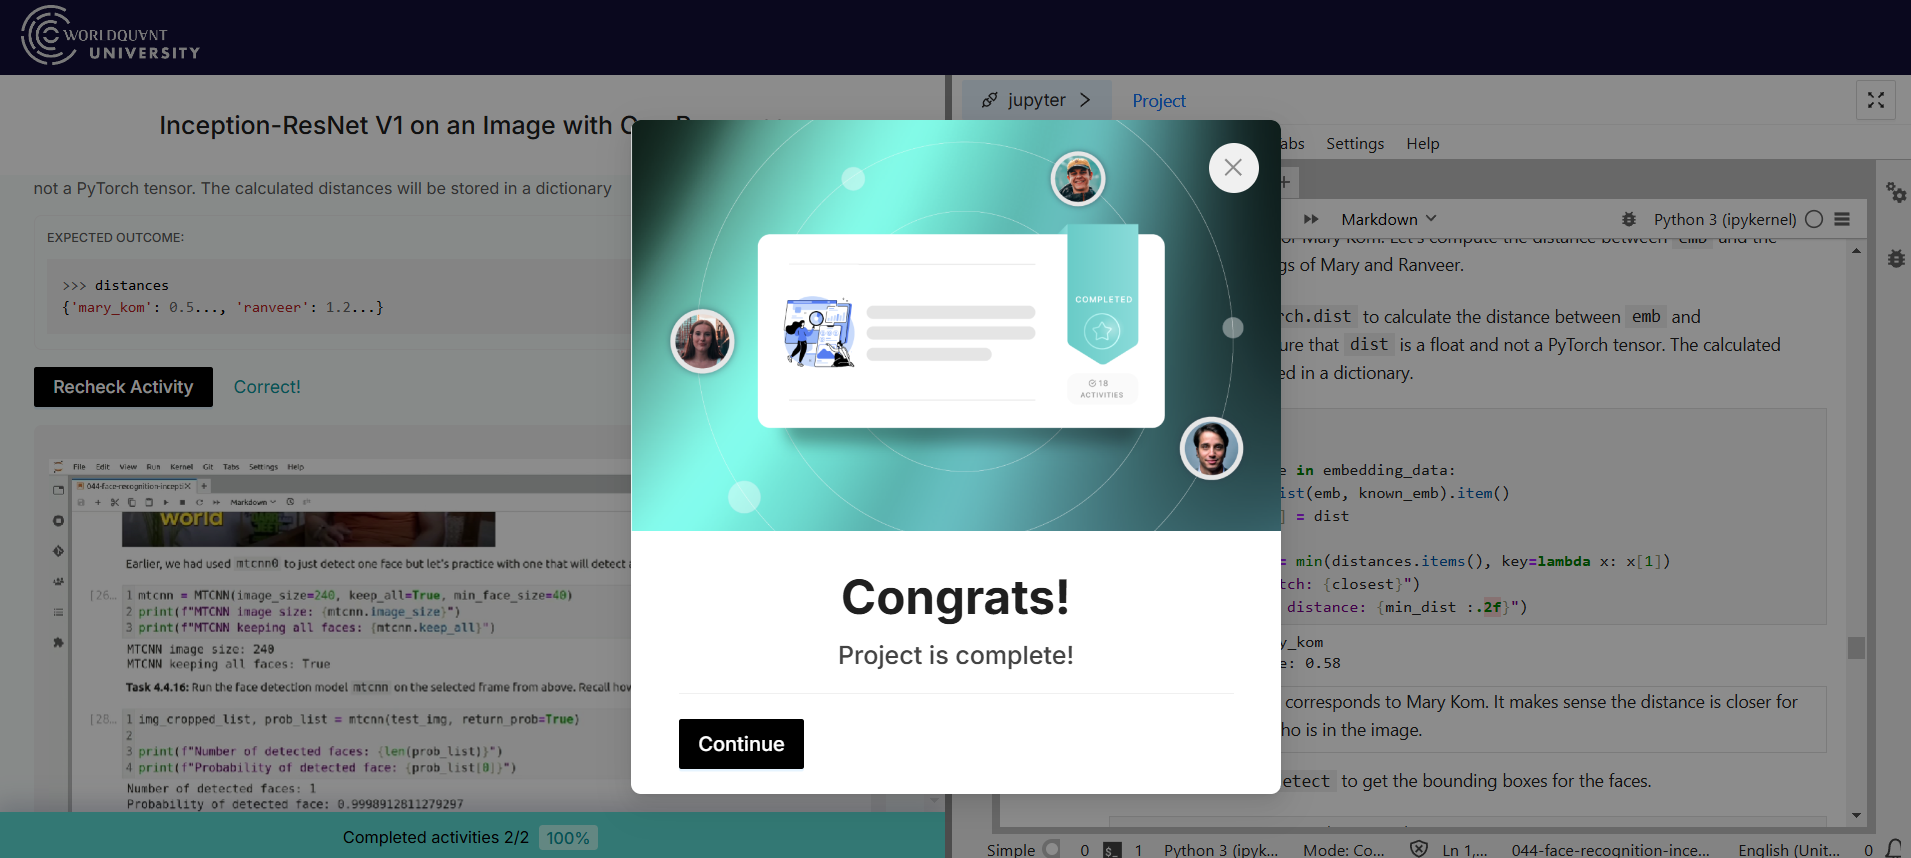 WORLDQUANT
UNIVERSITY
Inception-ResNet V1 on an Image with
not a PyTorch tensor. The calculated distances will be stored in a dictionary
EXPECTED OUTCOME:
>>> distances
{'mary_kom': 0.5..., 'ranveer': 1.2...}
Recheck Activity
Correct!
File Edit View Run Kernel Git Tabs Settings Help
044-face-recognition-incepti
Markdown
world
Earlier, we had used mtcnn0 to just detect one face but let's practice with one that will detect
[26...
1 mtcnn = MTCNN(image_size=240, keep_all=True, min_face_size=40)
2 print(f"MTCNN image size: {mtcnn.image_size}")
3 print(f"MTCNN keeping all faces: {mtcnn.keep_all}")
MTCNN image size: 240
MTCNN keeping all faces: True
Task 4.4.16: Run the face detection model mtcnn on the selected frame from above. Recall how
[28...
1 img_cropped_list, prob_list = mtcnn(test_img, return_prob=True)
2
3 print(f"Number of detected faces: {len(prob_list)}")
4 print(f"Probability of detected face: {prob_list[0]}")
Number of detected faces: 1
Probability of detected face: 0.9998912811279297
Completed activities 2/2 100%
COMPLETED
18
ACTIVITIES
Congrats!
Project is complete!
Continue
jupyter
Project
abs Settings Help
Markdown
Python 3 (ipykernel)
or Mary Kom. Let's compute the distance between emb and the
gs of Mary and Ranveer.
rch.dist to calculate the distance between emb and
ure that dist is a float and not a PyTorch tensor. The calculated
ed in a dictionary.
e in embedding_data:
ist(emb, known_emb).item()
] = dist
= min(distances.items(), key=lambda x: x[1])
tch: {closest}")
distance: {min_dist :.2f}")
y_kom
e: 0.58
corresponds to Mary Kom. It makes sense the distance is closer for
ho is in the image.
etect to get the bounding boxes for the faces.
Simple 0 $_ 1 Python 3 (ipyk... Mode: Co... Ln 1,... 044-face-recognition-ince... English (Unit... 0